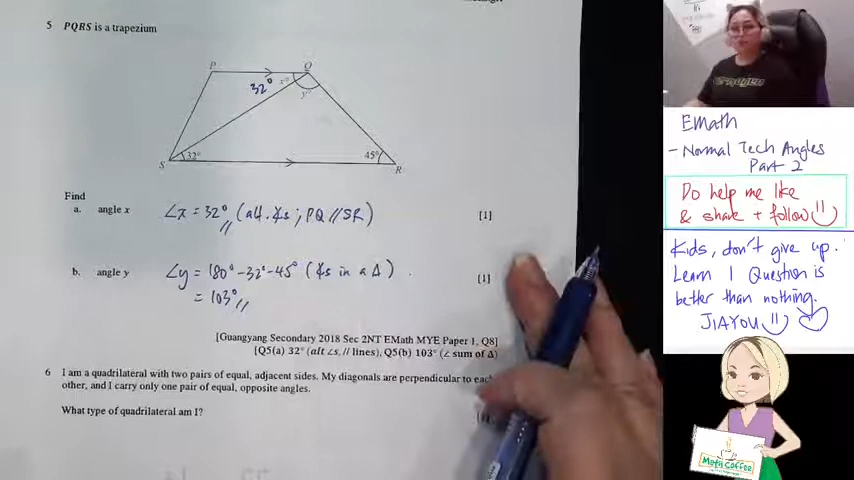 5 PQRS is a trapezium
P
Q
32°
x°
y°
32°
45°
S
R
Find
a. angle x
∠x = 32° (alt. ∠s; PQ // SR)
[1]
b. angle y
∠y = 180° - 32° - 45° (∠s in a Δ)
= 103°
[1]
[Guangyang Secondary 2018 Sec 2NT EMath MYE Paper 1, Q8]
[Q5(a) 32° (alt ∠s, // lines), Q5(b) 103° (∠ sum of Δ)
6 I am a quadrilateral with two pairs of equal, adjacent sides. My diagonals are perpendicular to each
other, and I carry only one pair of equal, opposite angles.
What type of quadrilateral am I?
EMath
- Normal Tech Angles
Part 2
Do help me like
& share + follow
Kids, don't give up.
Learn 1 Question is
better than nothing.
JIAYOU
Math Coffee